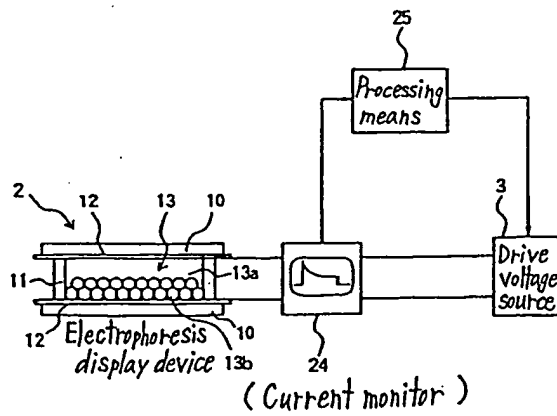 25
Processing
means
2
12
13
10
3
11
13a
Drive
voltage
source
12
10
13b
24
Electrophoresis
display device
( Current monitor )